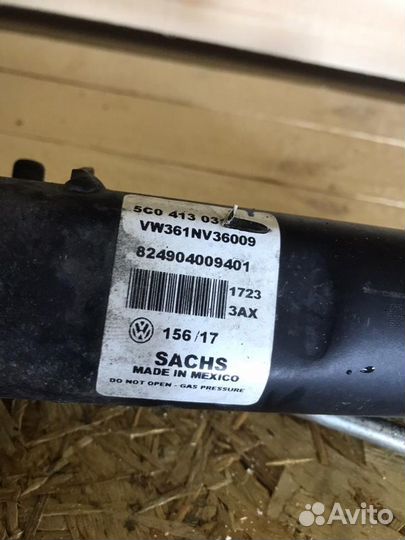 5C0 413 03
VW361NV36009
824904009401
1723
3AX
156/17
SACHS
MADE IN MEXICO
DO NOT OPEN - GAS PRESSURE
Avito